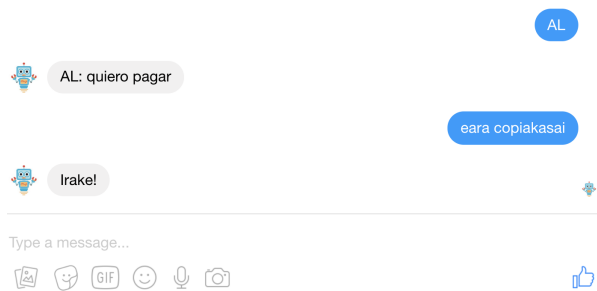 AL
AL: quiero pagar
eara copiakasai
Irake!
Type a message...
GIF